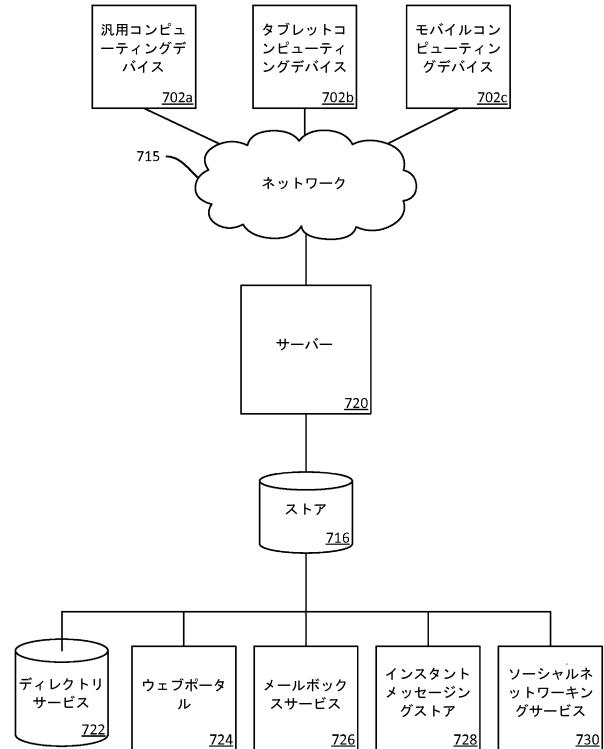 汎用コンピュ
ーティングデ
バイス
702a
タブレットコ
ンピューティ
ングデバイス
702b
モバイルコン
ピューティン
グデバイス
702c
715
ネットワーク
サーバー
720
ストア
716
ディレクトリ
サービス
722
ウェブポータ
ル
724
メールボック
スサービス
726
インスタント
メッセージン
グストア
728
ソーシャルネ
ットワーキン
グサービス
730